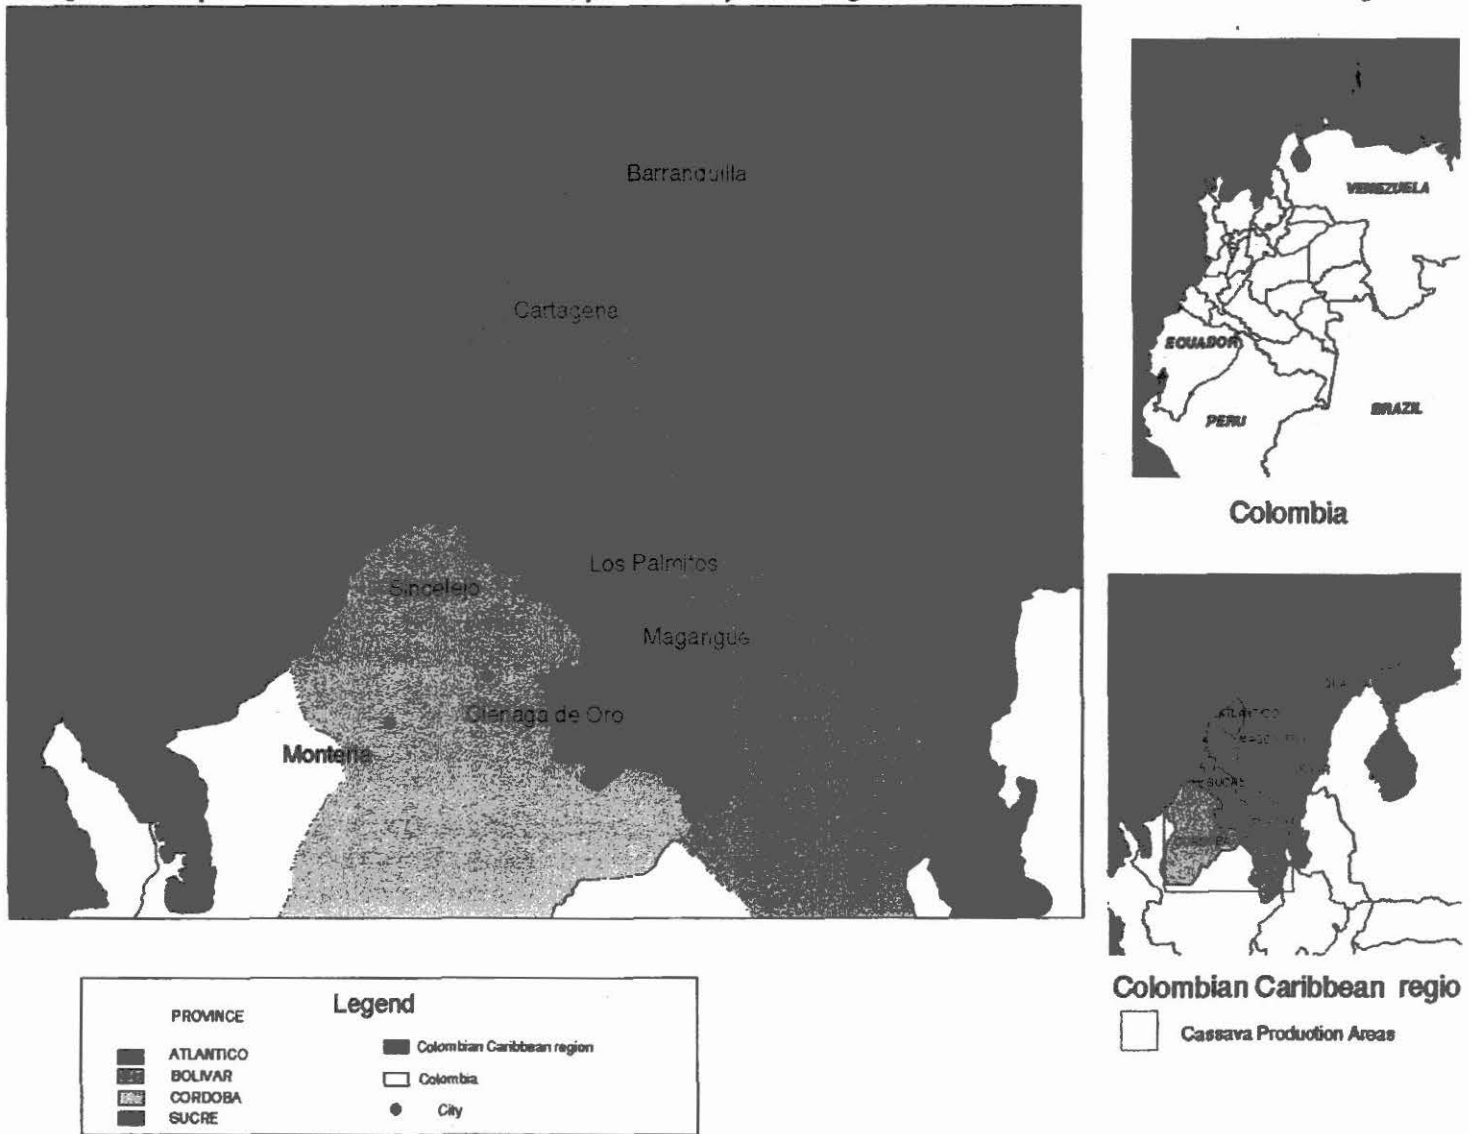 Barranquilla
Cartagena
Los Palmitos
Sincelejo
Magangue
Cienaga de Oro
Monteria
VENEZUELA
ECUADOR
PERU
BRAZIL
Colombia
ATLANTICO
SUCRE
Colombian Caribbean regio
Cassava Production Areas
Legend
PROVINCE
ATLANTICO
BOLIVAR
CORDOBA
SUCRE
Colombian Caribbean region
Colombia
City